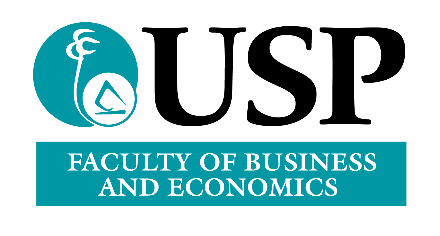 USP
FACULTY OF BUSINESS
AND ECONOMICS